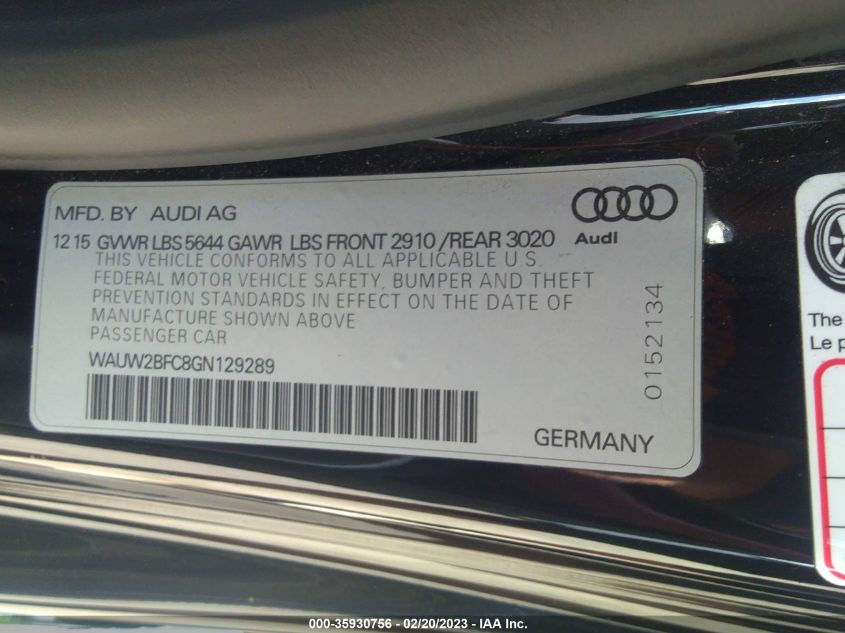 MFD. BY AUDI AG
12 15 GVWR LBS 5644 GAWR LBS FRONT 2910 /REAR 3020
THIS VEHICLE CONFORMS TO ALL APPLICABLE U.S.
FEDERAL MOTOR VEHICLE SAFETY, BUMPER AND THEFT
PREVENTION STANDARDS IN EFFECT ON THE DATE OF
MANUFACTURE SHOWN ABOVE
PASSENGER CAR
WAUW2BFC8GN129289
Audi
0152134
GERMANY
The
Le p
000-35930756 — 02/20/2023 — IAA Inc.